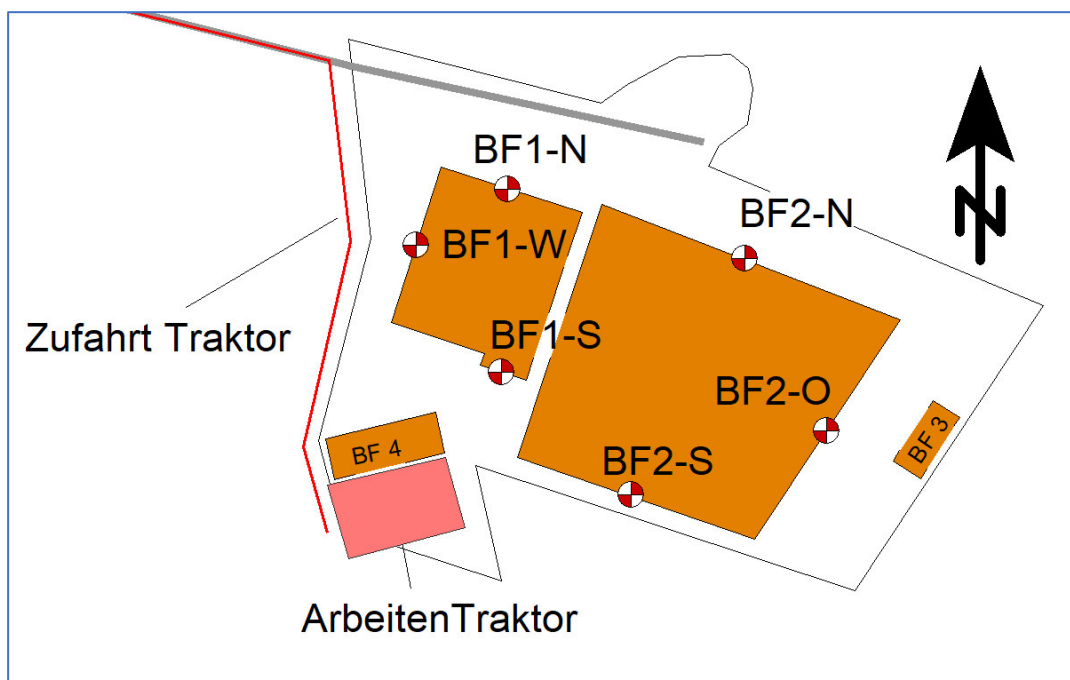 BF1-N
BF2-N
BF1-W
Zufahrt Traktor
BF1-S
BF2-O
BF 3
BF 4
BF2-S
ArbeitenTraktor
N